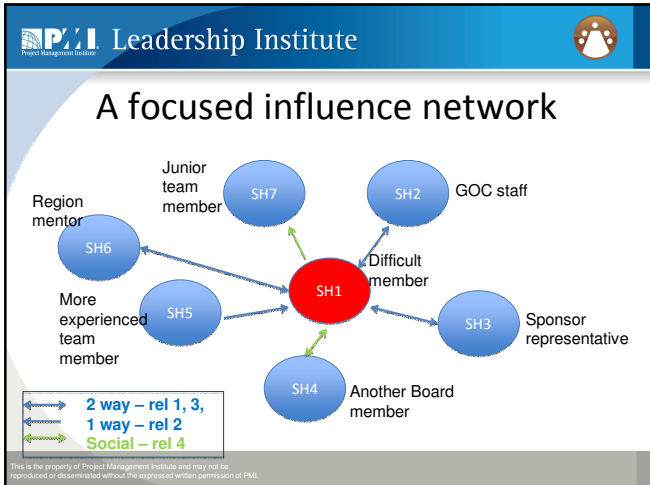 PMI
Project Management Institute
Leadership Institute
A focused influence network
Junior
team
member
SH7
SH2
GOC staff
Region
mentor
SH6
Difficult
member
SH1
More
experienced
team
member
SH5
SH3
Sponsor
representative
SH4
Another Board
member
2 way – rel 1, 3,
1 way – rel 2
Social – rel 4
This is the property of Project Management Institute and may not be
reproduced or disseminated without the expressed written permission of PMI.